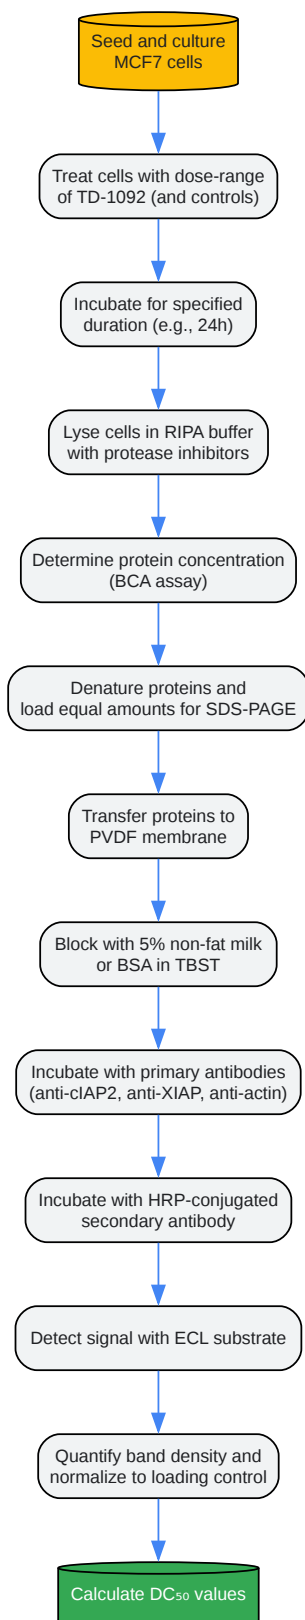 Seed and culture
MCF7 cells
Treat cells with dose-range
of TD-1092 (and controls)
Incubate for specified
duration (e.g., 24h)
Lyse cells in RIPA buffer
with protease inhibitors
Determine protein concentration
(BCA assay)
Denature proteins and
load equal amounts for SDS-PAGE
Transfer proteins to
PVDF membrane
Block with 5% non-fat milk
or BSA in TBST
Incubate with primary antibodies
(anti-cIAP2, anti-XIAP, anti-actin)
Incubate with HRP-conjugated
secondary antibody
Detect signal with ECL substrate
Quantify band density and
normalize to loading control
Calculate DC₅₀ values